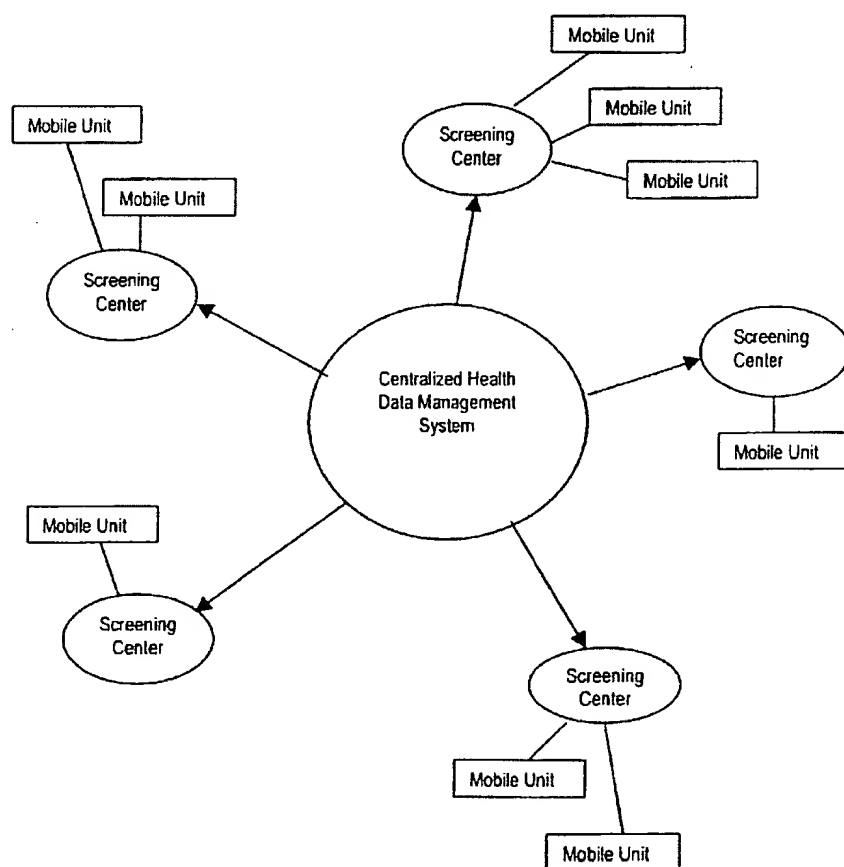 Mobile Unit
Mobile Unit
Mobile Unit
Screening
Center
Mobile Unit
Mobile Unit
Screening
Center
Screening
Center
Mobile Unit
Centralized Health
Data Management
System
Mobile Unit
Screening
Center
Screening
Center
Mobile Unit
Mobile Unit